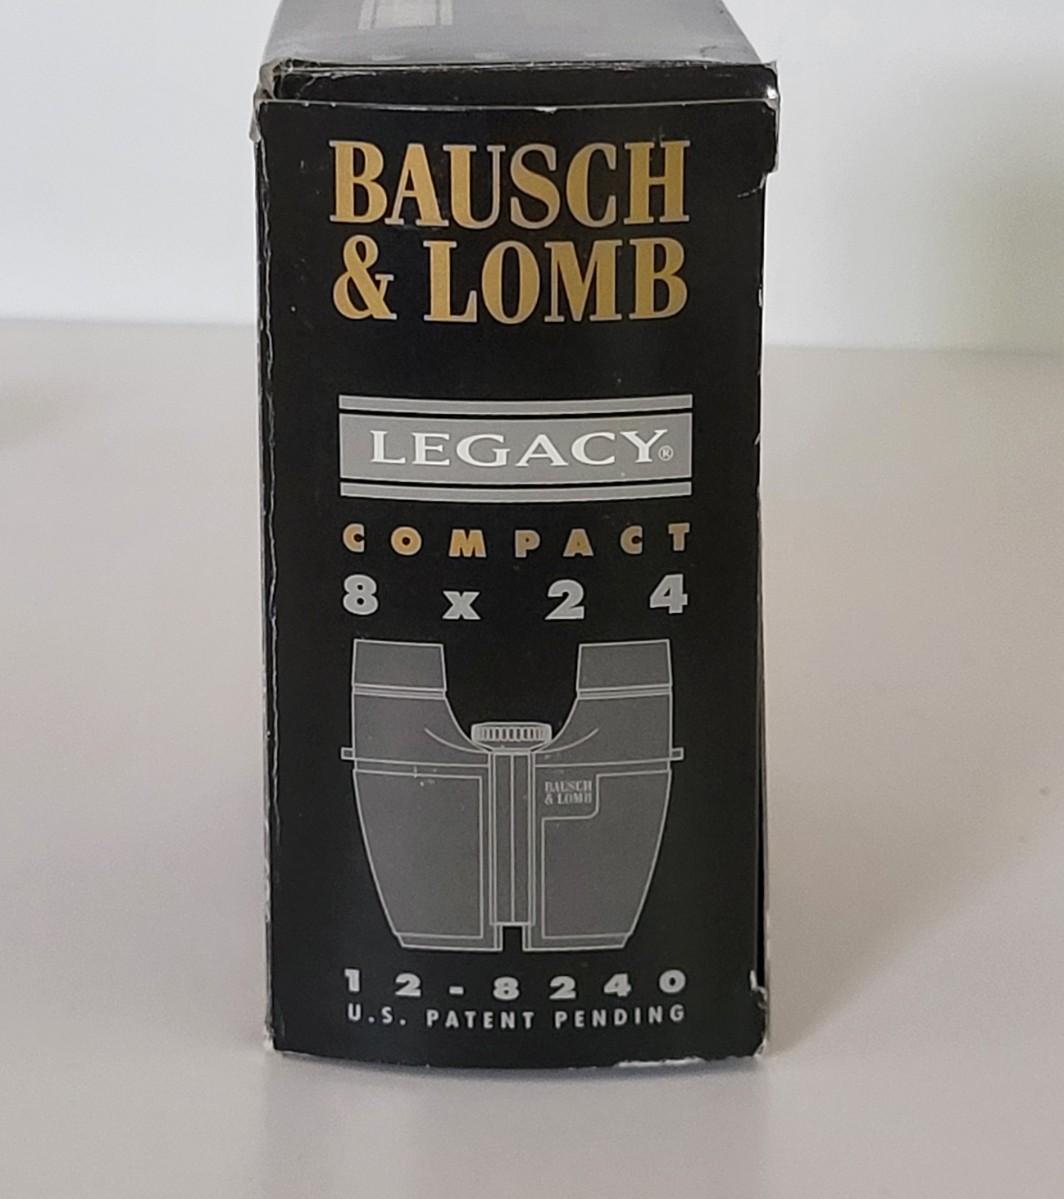 BAUSCH
& LOMB
LEGACY®
COMPACT
8 x 24
BAUSCH
& LOMB
12-8240
U.S. PATENT PENDING